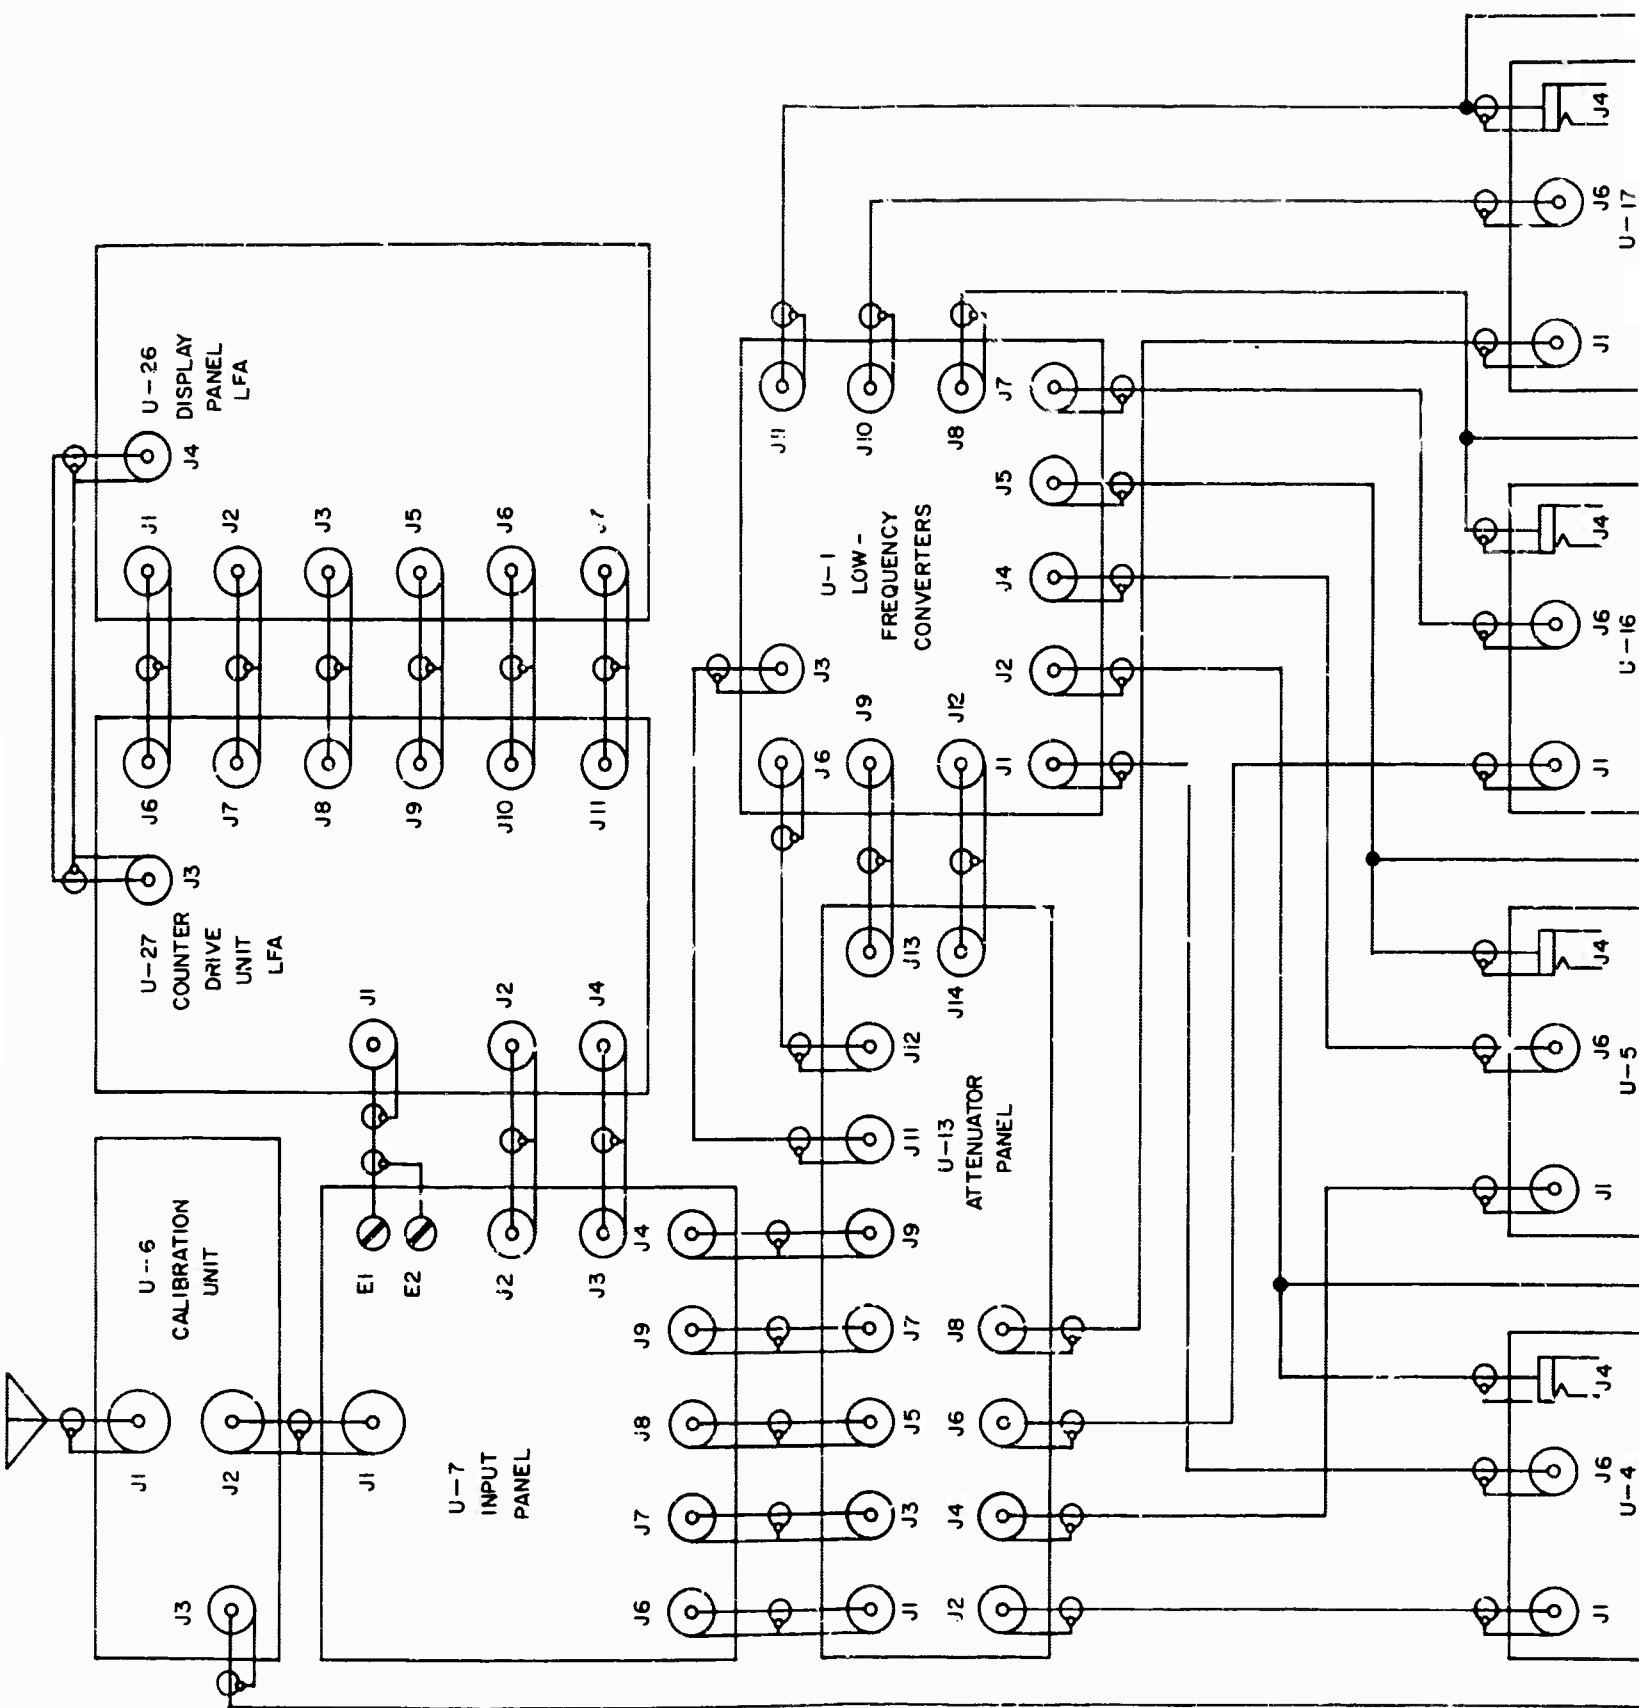 J4
J6
U-17
J1
U-26
DISPLAY
PANEL
LFA
J4
J11
J10
J8
J7
J1
J2
J3
J5
J6
J5
U-1
LOW-
FREQUENCY
CONVERTERS
J4
J4
J6
U-16
J3
J9
J12
J2
J6
J7
J8
J9
J10
J11
J6
J1
J1
J3
U-27
COUNTER
DRIVE
UNIT
LFA
J13
J14
J4
J1
J2
J4
J12
J6
U-5
J11
U-13
ATTENUATOR
PANEL
J1
U-6
CALIBRATION
UNIT
E1
E2
J2
J3
J4
J9
J9
J7
J8
J4
J1
J2
J1
U-7
INPUT
PANEL
J8
J5
J6
J6
U-4
J7
J3
J4
J3
J6
J1
J2
J1